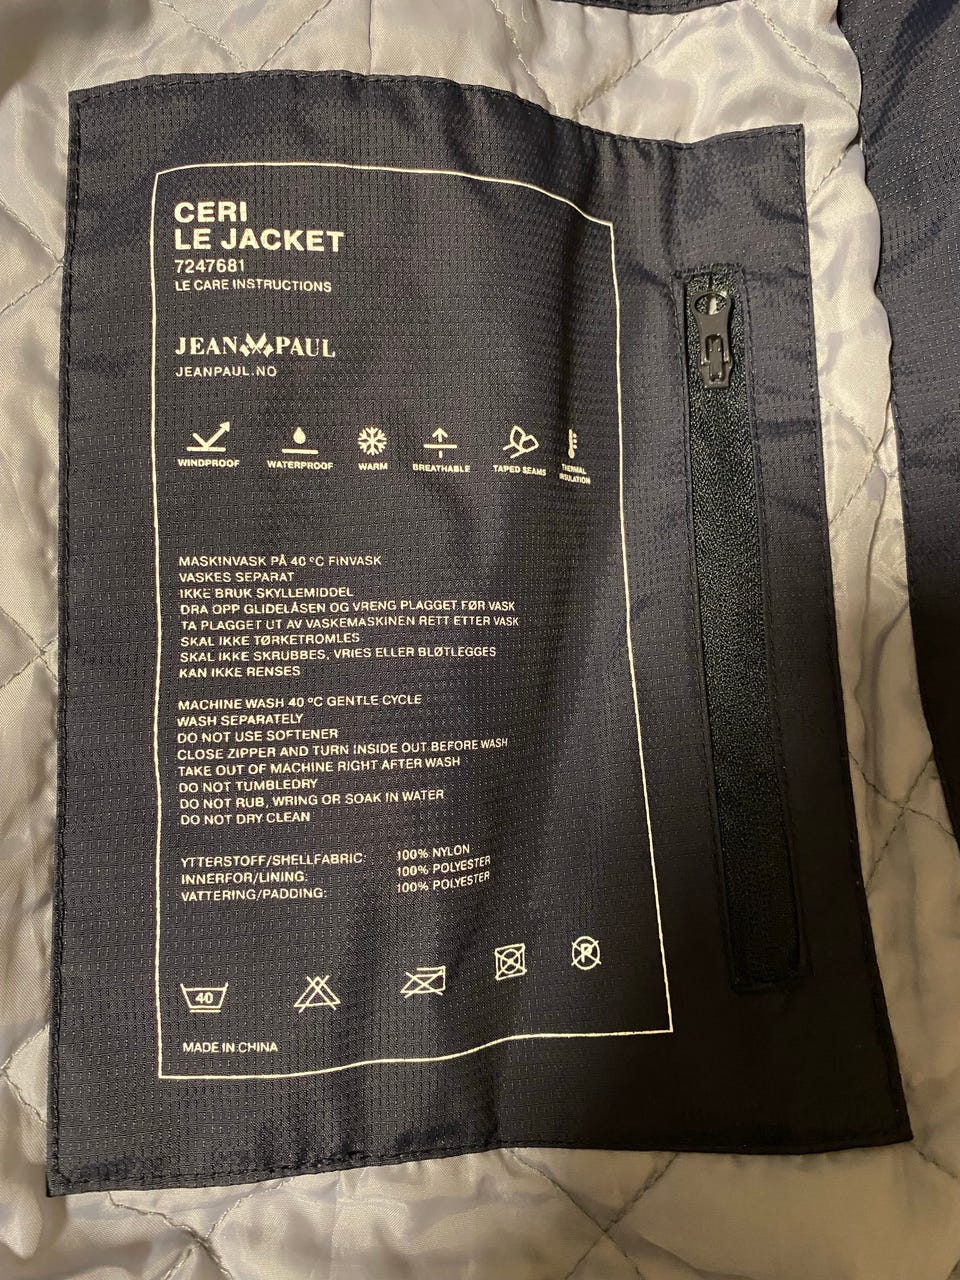 CERI
LE JACKET
7247681
LE CARE INSTRUCTIONS
JEAN PAUL
JEANPAUL.NO
WINDPROOF WATERPROOF WARM BREATHABLE TAPED SEAMS THERMAL INSULATION
MASKINVASK PÅ 40 °C FINVASK
VASKES SEPARAT
IKKE BRUK SKYLLEMIDDEL
DRA OPP GLIDELÅSEN OG VRENG PLAGGET FØR VASK
TA PLAGGET UT AV VASKEMASKINEN RETT ETTER VASK
SKAL IKKE TØRKETROMLES
SKAL IKKE SKRUBBES, VRIES ELLER BLØTLEGGES
KAN IKKE RENSES
MACHINE WASH 40 °C GENTLE CYCLE
WASH SEPARATELY
DO NOT USE SOFTENER
CLOSE ZIPPER AND TURN INSIDE OUT BEFORE WASH
TAKE OUT OF MACHINE RIGHT AFTER WASH
DO NOT TUMBLEDRY
DO NOT RUB, WRING OR SOAK IN WATER
DO NOT DRY CLEAN
YTTERSTOFF/SHELLFABRIC: 100% NYLON
INNERFOR/LINING: 100% POLYESTER
VATTERING/PADDING: 100% POLYESTER
40 P
MADE IN CHINA